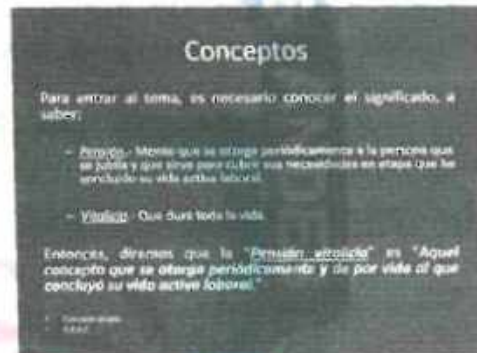 Conceptos
Para entrar al tema, es necesario conocer el significado, a
saber:
– Pensión.- Monto que se otorga periódicamente a la persona que
se jubila y que sirve para cubrir sus necesidades en etapa que ha
concluido su vida activa laboral.
– Vitalicia.- Que dura toda la vida.
Entonces, diremos que la "Pensión vitalicia" es "Aquel
concepto que se otorga periódicamente y de por vida al que
concluyó su vida activa laboral."